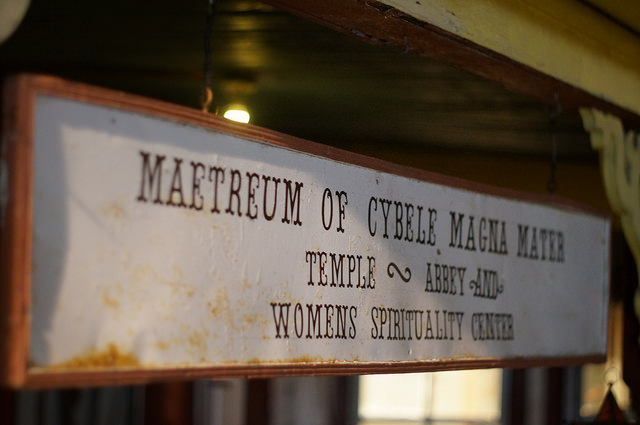 MAETREUM OF CYBELE, MAGNA MATER
TEMPLE ~ ABBEY AND
WOMENS SPIRITUALITY CENTER